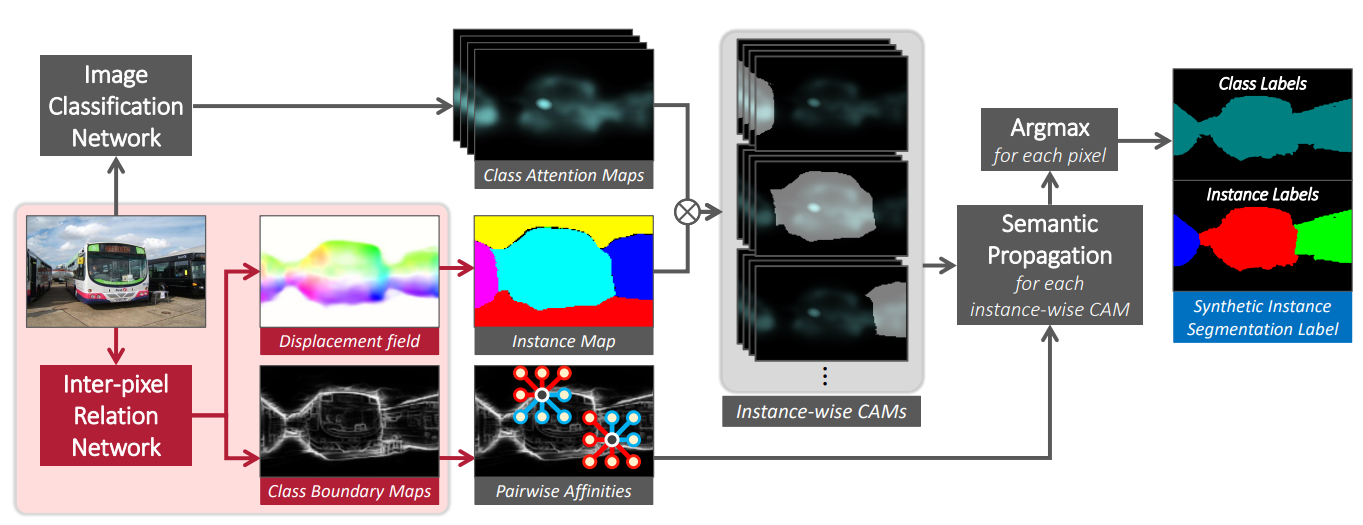 Image
Classification
Network
Class Attention Maps
Inter-pixel
Relation
Network
Displacement field
Class Boundary Maps
Instance Map
Pairwise Affinities
Instance-wise CAMs
Argmax
for each pixel
Semantic
Propagation
for each
instance-wise CAM
Class Labels
Instance Labels
Synthetic Instance
Segmentation Label